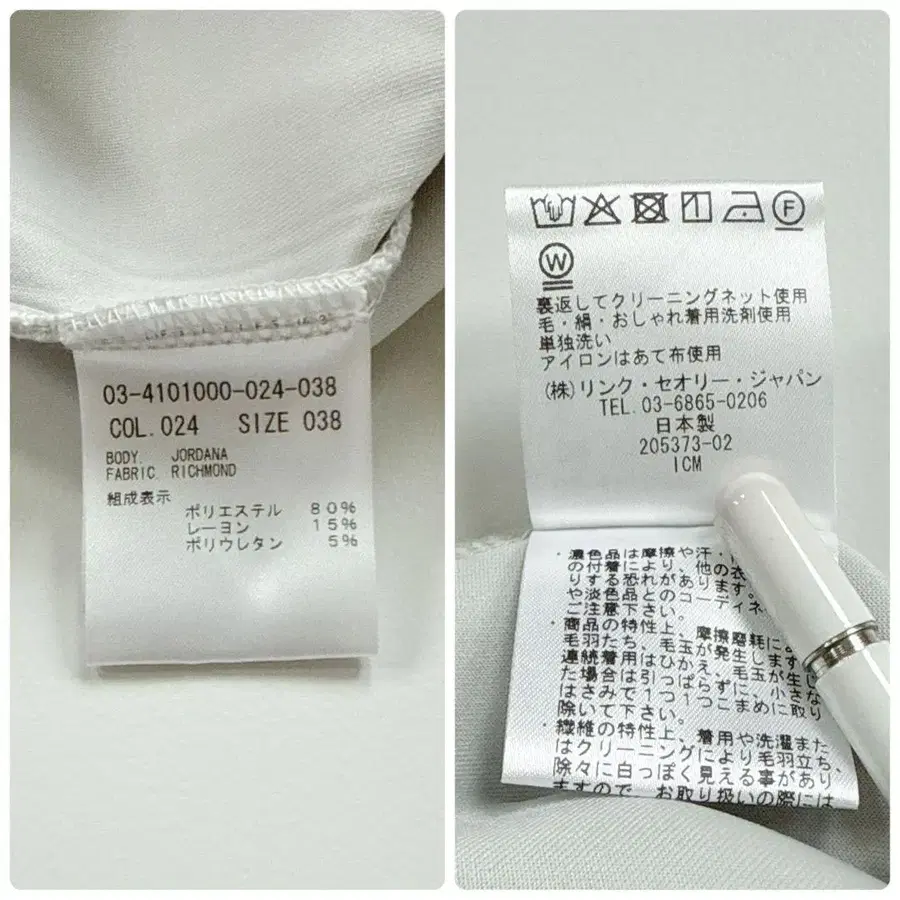 03-4101000-024-038
COL.024 SIZE 038
BODY. JORDANA
FABRIC. RICHMOND
組成表示
ポリエステル 80%
レーヨン 15%
ポリウレタン 5%
F
W
裏返してクリーニングネット使用
毛・絹・おしゃれ着用洗剤使用
単独洗い
アイロンはあて布使用
(株)リンク・セオリー・ジャパン
TEL.03-6865-0206
日本製
205373-02
ICM
・濃色品は摩擦や汗・
の付着により、他の衣
りする恐れがあります。
や淡色品とのコーディネ
ご注意下さい。
・商品の特性上、摩擦磨耗によ
毛羽たち、毛玉が発生します
連続着用はひかえ、毛玉が生じ
た場合は引っぱらずに、小さな
はさみで1つ1つこまめに取り
除いて下さい。
・繊維の特性上、着用や洗濯また
はクリーニングにより毛羽立ち、
除々に白っぽく見える事があり
ますので、お取り扱いの際には